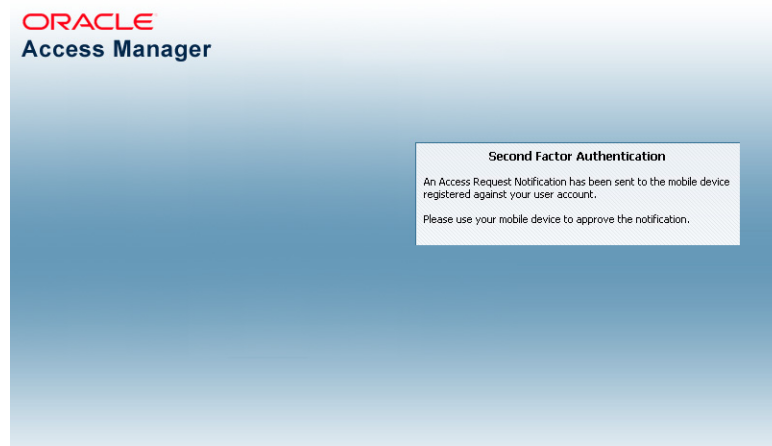 ORACLE
Access Manager
Second Factor Authentication
An Access Request Notification has been sent to the mobile device
registered against your user account.
Please use your mobile device to approve the notification.